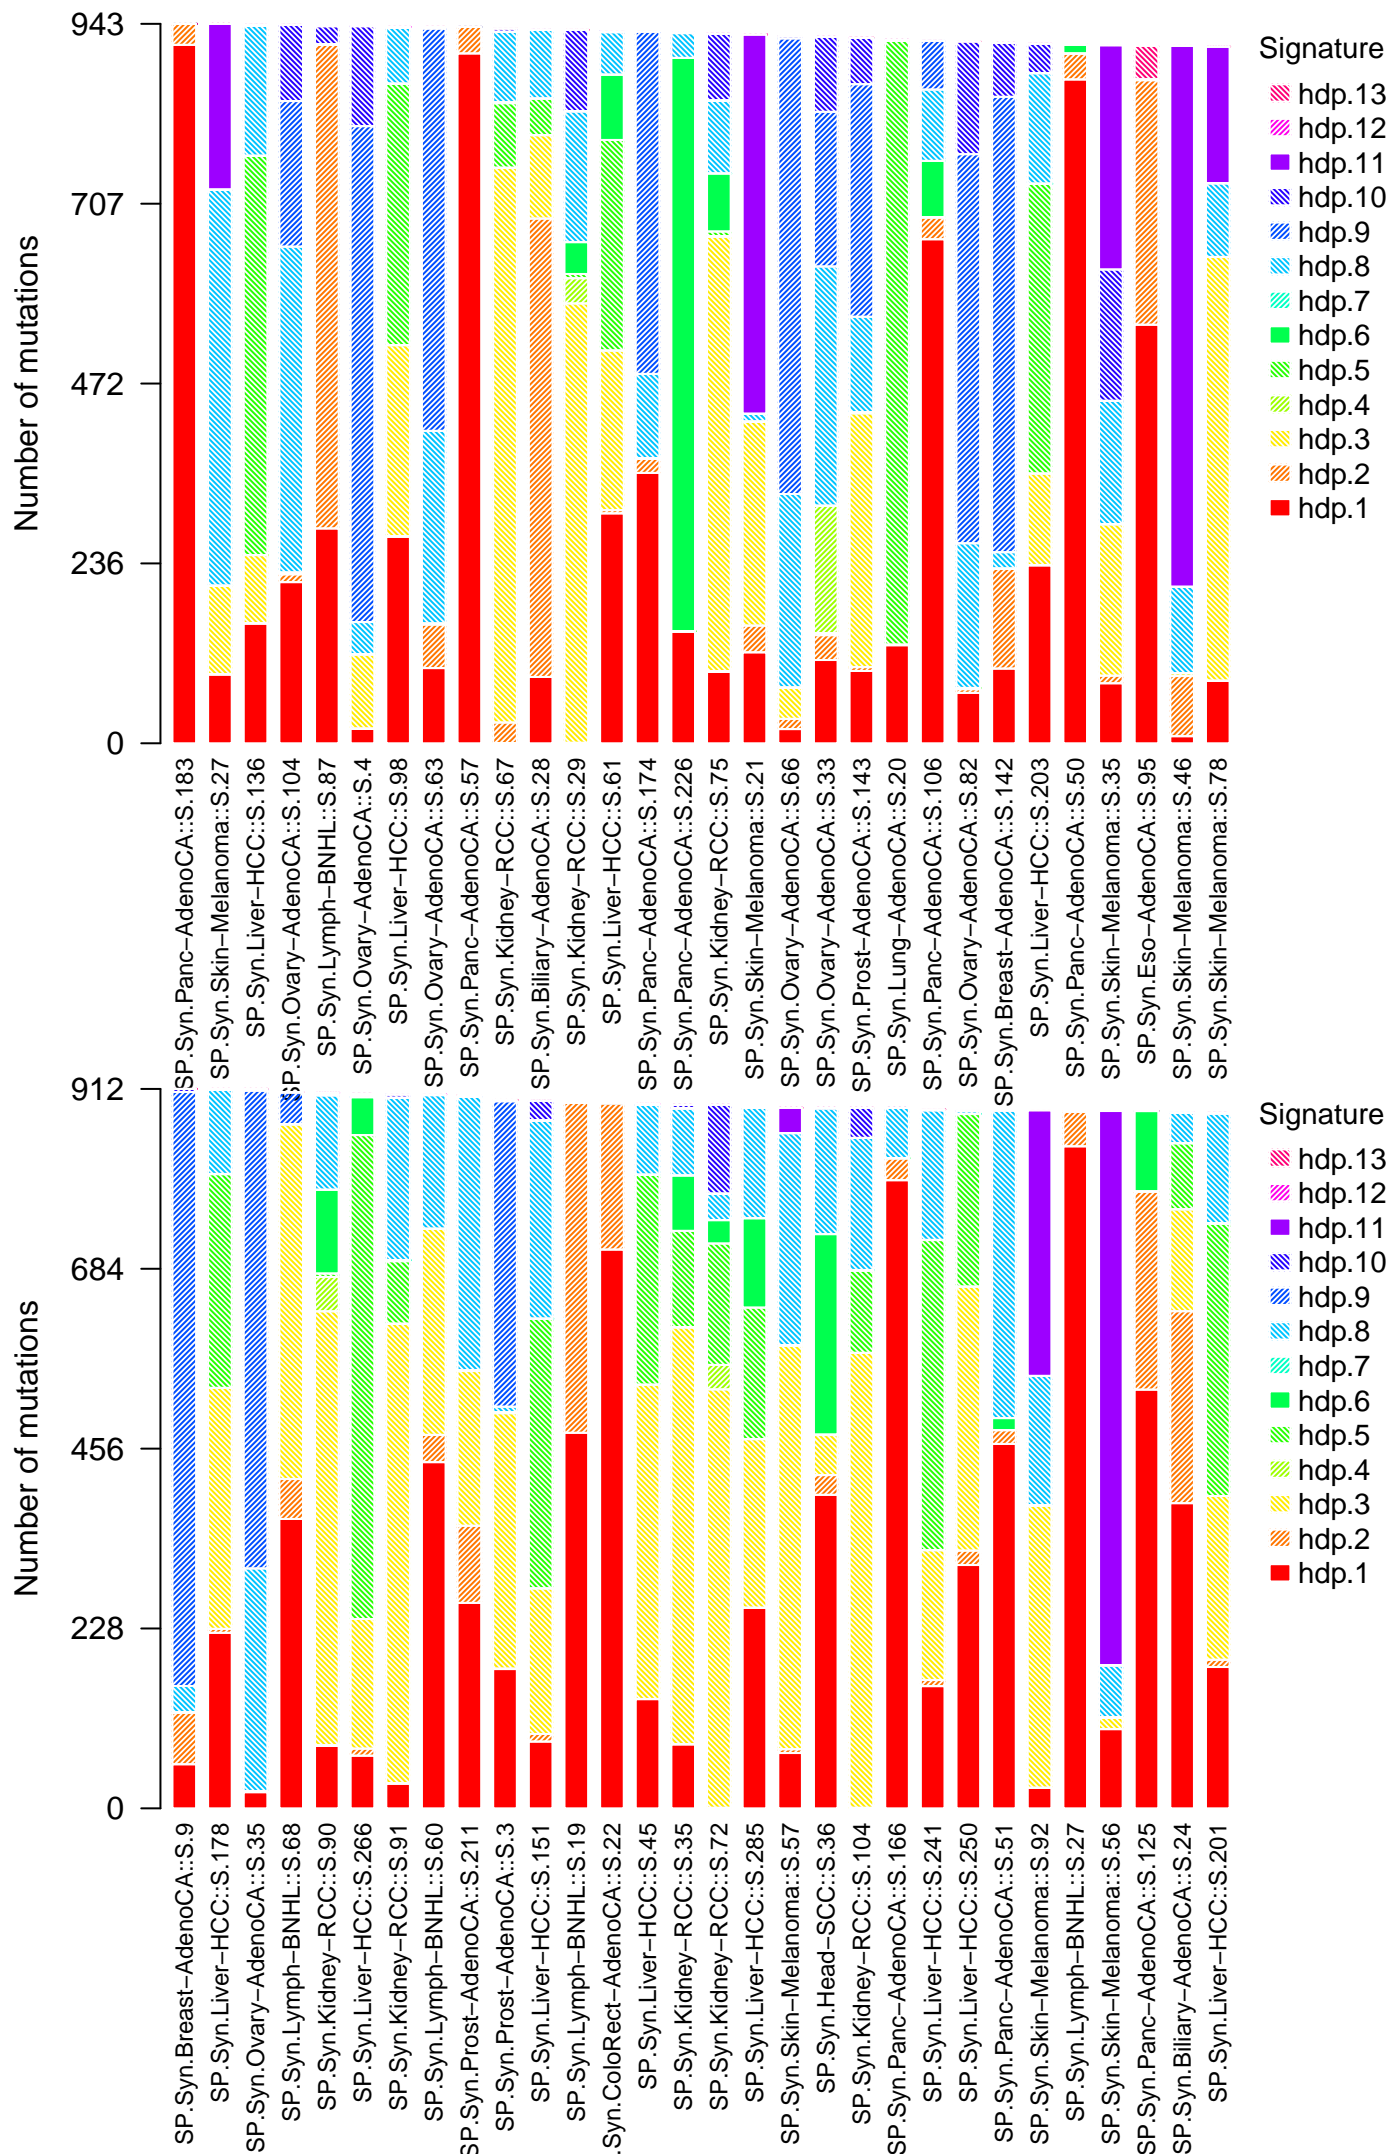 Number of mutations
943
707
472
236
0
Signature
hdp.13
hdp.12
hdp.11
hdp.10
hdp.9
hdp.8
hdp.7
hdp.6
hdp.5
hdp.4
hdp.3
hdp.2
hdp.1
SP.Syn.Panc−AdenoCA::S.183
SP.Syn.Skin−Melanoma::S.27
SP.Syn.Liver−HCC::S.136
SP.Syn.Ovary−AdenoCA::S.104
SP.Syn.Lymph−BNHL::S.87
SP.Syn.Ovary−AdenoCA::S.4
SP.Syn.Liver−HCC::S.98
SP.Syn.Ovary−AdenoCA::S.63
SP.Syn.Panc−AdenoCA::S.57
SP.Syn.Kidney−RCC::S.67
SP.Syn.Biliary−AdenoCA::S.28
SP.Syn.Kidney−RCC::S.29
SP.Syn.Liver−HCC::S.61
SP.Syn.Panc−AdenoCA::S.174
SP.Syn.Panc−AdenoCA::S.226
SP.Syn.Kidney−RCC::S.75
SP.Syn.Skin−Melanoma::S.21
SP.Syn.Ovary−AdenoCA::S.66
SP.Syn.Ovary−AdenoCA::S.33
SP.Syn.Prost−AdenoCA::S.143
SP.Syn.Lung−AdenoCA::S.20
SP.Syn.Panc−AdenoCA::S.106
SP.Syn.Ovary−AdenoCA::S.82
SP.Syn.Breast−AdenoCA::S.142
SP.Syn.Liver−HCC::S.203
SP.Syn.Panc−AdenoCA::S.50
SP.Syn.Skin−Melanoma::S.35
SP.Syn.Eso−AdenoCA::S.95
SP.Syn.Skin−Melanoma::S.46
SP.Syn.Skin−Melanoma::S.78
Number of mutations
912
684
456
228
0
Signature
hdp.13
hdp.12
hdp.11
hdp.10
hdp.9
hdp.8
hdp.7
hdp.6
hdp.5
hdp.4
hdp.3
hdp.2
hdp.1
SP.Syn.Breast−AdenoCA::S.9
SP.Syn.Liver−HCC::S.178
SP.Syn.Ovary−AdenoCA::S.35
SP.Syn.Lymph−BNHL::S.68
SP.Syn.Kidney−RCC::S.90
SP.Syn.Liver−HCC::S.266
SP.Syn.Kidney−RCC::S.91
SP.Syn.Lymph−BNHL::S.60
SP.Syn.Prost−AdenoCA::S.211
SP.Syn.Prost−AdenoCA::S.3
SP.Syn.Liver−HCC::S.151
SP.Syn.Lymph−BNHL::S.19
.Syn.ColoRect−AdenoCA::S.22
SP.Syn.Liver−HCC::S.45
SP.Syn.Kidney−RCC::S.35
SP.Syn.Kidney−RCC::S.72
SP.Syn.Liver−HCC::S.285
SP.Syn.Skin−Melanoma::S.57
SP.Syn.Head−SCC::S.36
SP.Syn.Kidney−RCC::S.104
SP.Syn.Panc−AdenoCA::S.166
SP.Syn.Liver−HCC::S.241
SP.Syn.Liver−HCC::S.250
SP.Syn.Panc−AdenoCA::S.51
SP.Syn.Skin−Melanoma::S.92
SP.Syn.Lymph−BNHL::S.27
SP.Syn.Skin−Melanoma::S.56
SP.Syn.Panc−AdenoCA::S.125
SP.Syn.Biliary−AdenoCA::S.24
SP.Syn.Liver−HCC::S.201